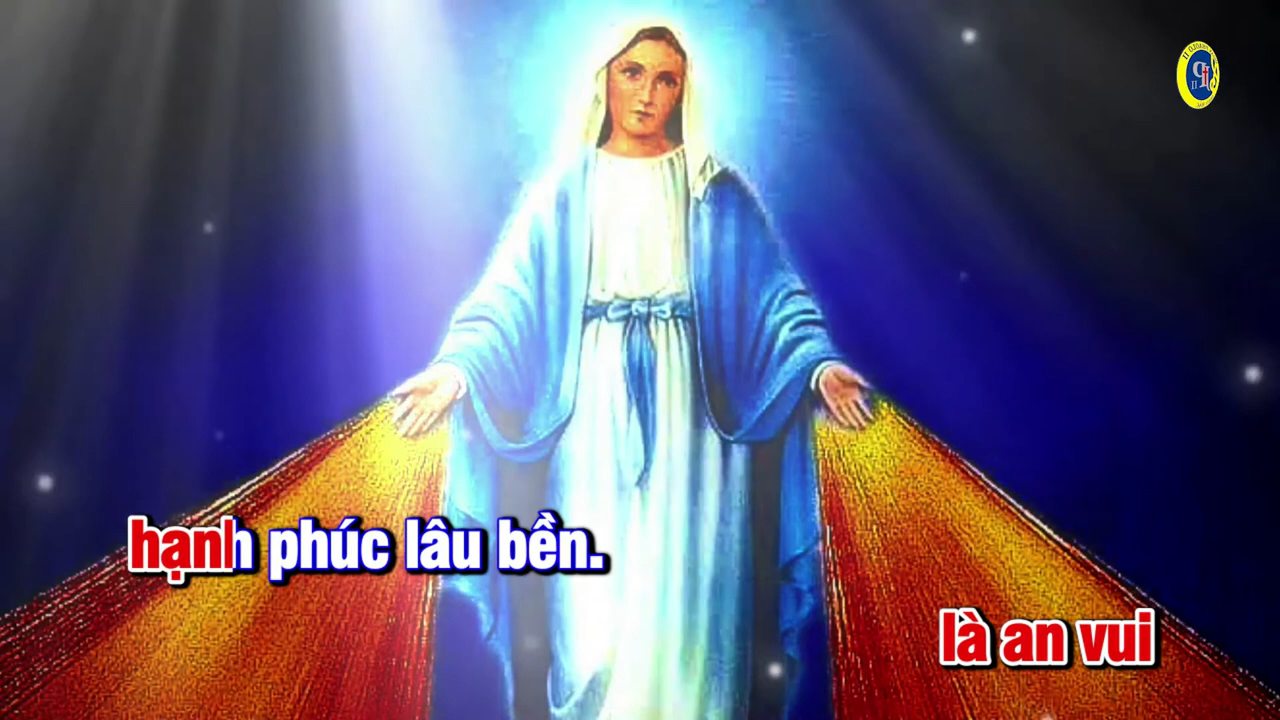 hạnh phúc lâu bền.
là an vui